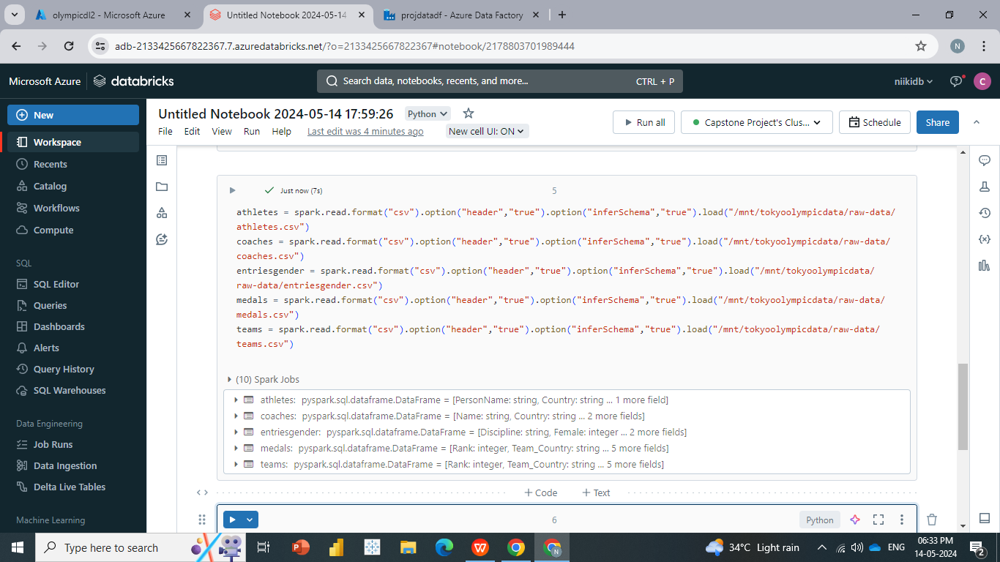 olympicdl2 - Microsoft Azure
Untitled Notebook 2024-05-14
projdatadf - Azure Data Factory
adb-2133425667822367.7.azuredatabricks.net/?o=2133425667822367#notebook/2178803701989444
N
Microsoft Azure
databricks
Search data, notebooks, recents, and more...
CTRL + P
niikidb
C
New
Workspace
Recents
Catalog
Workflows
Compute
SQL
SQL Editor
Queries
Dashboards
Alerts
Query History
SQL Warehouses
Data Engineering
Job Runs
Data Ingestion
Delta Live Tables
Machine Learning
Untitled Notebook 2024-05-14 17:59:26
Python
File Edit View Run Help Last edit was 4 minutes ago New cell UI: ON
Run all
Capstone Project's Clus...
Schedule
Share
Just now (7s)
5
athletes = spark.read.format("csv").option("header","true").option("inferSchema","true").load("/mnt/tokyoolympicdata/raw-data/
athletes.csv")
coaches = spark.read.format("csv").option("header","true").option("inferSchema","true").load("/mnt/tokyoolympicdata/raw-data/
coaches.csv")
entriesgender = spark.read.format("csv").option("header","true").option("inferSchema","true").load("/mnt/tokyoolympicdata/
raw-data/entriesgender.csv")
medals = spark.read.format("csv").option("header","true").option("inferSchema","true").load("/mnt/tokyoolympicdata/raw-data/
medals.csv")
teams = spark.read.format("csv").option("header","true").option("inferSchema","true").load("/mnt/tokyoolympicdata/raw-data/
teams.csv")
(10) Spark Jobs
athletes: pyspark.sql.dataframe.DataFrame = [PersonName: string, Country: string ... 1 more field]
coaches: pyspark.sql.dataframe.DataFrame = [Name: string, Country: string ... 2 more fields]
entriesgender: pyspark.sql.dataframe.DataFrame = [Discipline: string, Female: integer ... 2 more fields]
medals: pyspark.sql.dataframe.DataFrame = [Rank: integer, Team_Country: string ... 5 more fields]
teams: pyspark.sql.dataframe.DataFrame = [Rank: integer, Team_Country: string ... 5 more fields]
+ Code + Text
6
Python
Type here to search
34°C Light rain
ENG
06:33 PM
14-05-2024
2